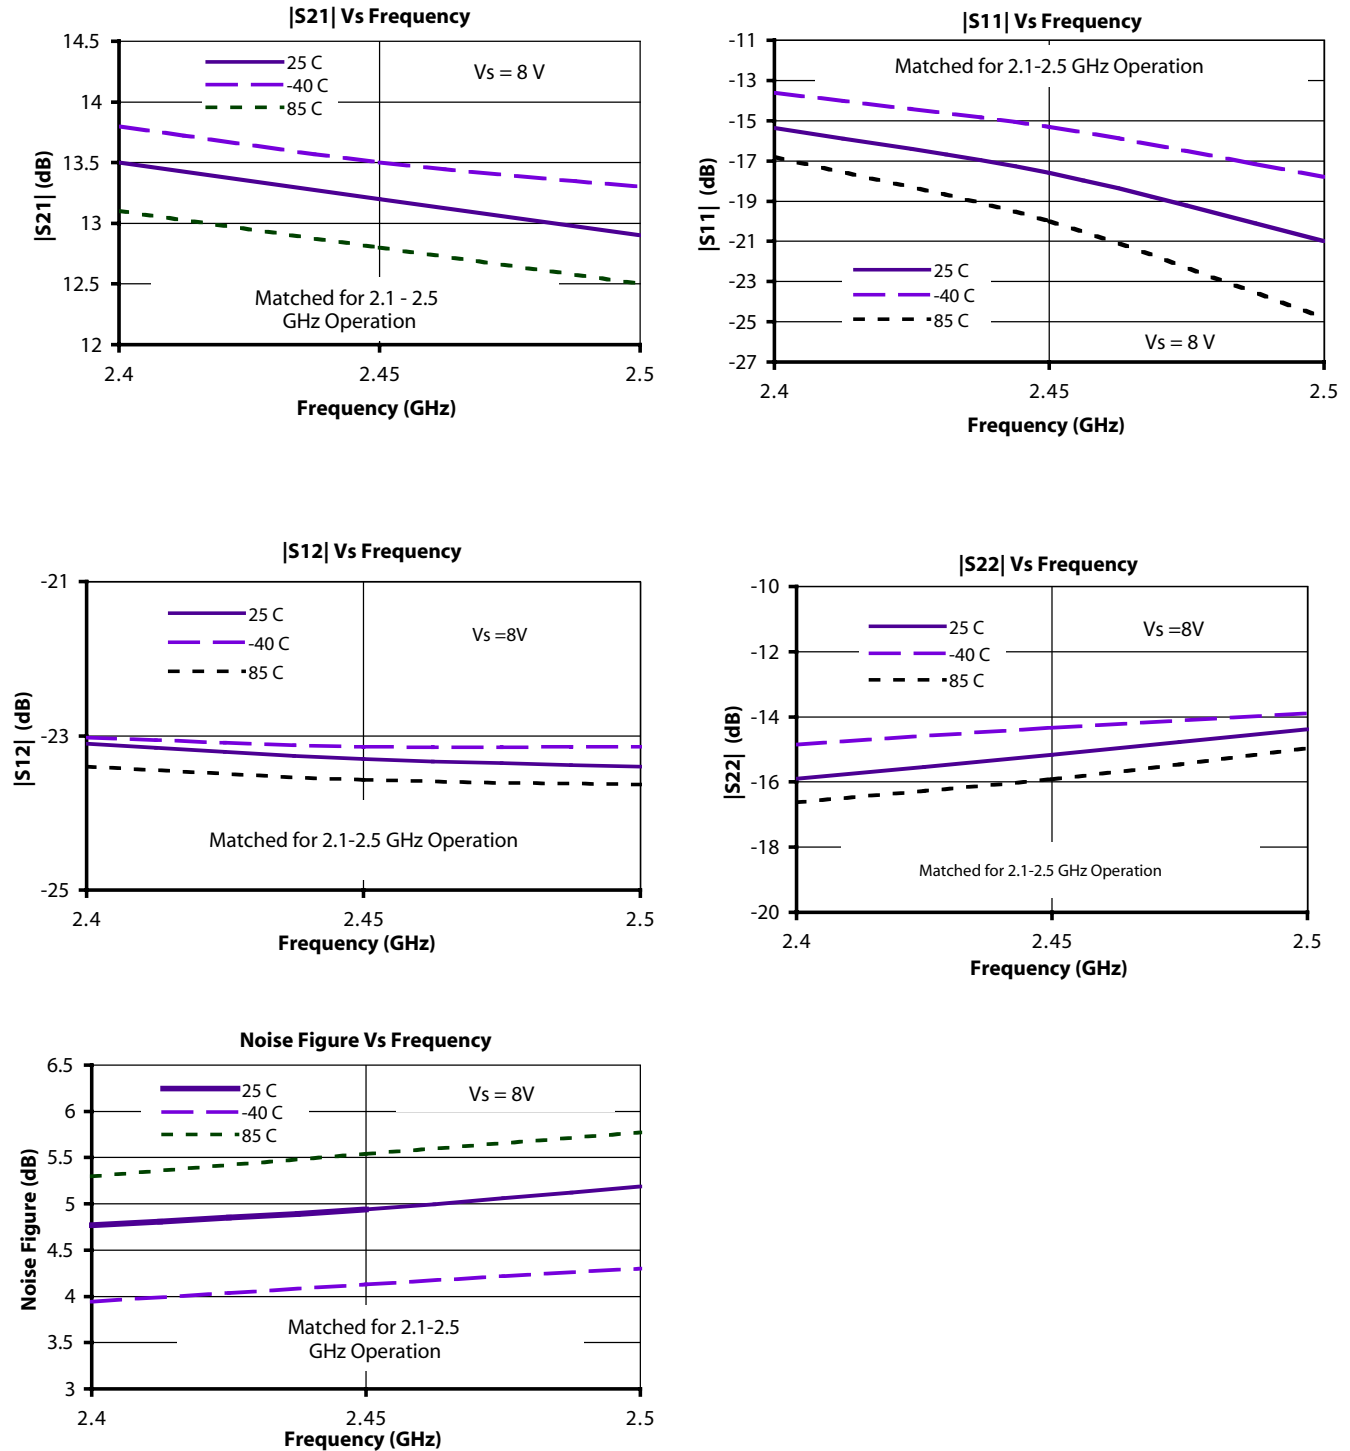 |S21| Vs Frequency
14.5
14
13.5
13
12.5
12
|S21| (dB)
25 C
-40 C
85 C
Vs = 8 V
Matched for 2.1 - 2.5
GHz Operation
2.4
2.45
2.5
Frequency (GHz)
|S11| Vs Frequency
-11
-13
-15
-17
-19
-21
-23
-25
-27
|S11| (dB)
Matched for 2.1-2.5 GHz Operation
25 C
-40 C
85 C
Vs = 8 V
2.4
2.45
2.5
Frequency (GHz)
|S12| Vs Frequency
-21
-23
-25
|S12| (dB)
25 C
-40 C
85 C
Vs =8V
Matched for 2.1-2.5 GHz Operation
2.4
2.45
2.5
Frequency (GHz)
|S22| Vs Frequency
-10
-12
-14
-16
-18
-20
|S22| (dB)
25 C
-40 C
85 C
Vs =8V
Matched for 2.1-2.5 GHz Operation
2.4
2.45
2.5
Frequency (GHz)
Noise Figure Vs Frequency
6.5
6
5.5
5
4.5
4
3.5
3
Noise Figure (dB)
25 C
-40 C
85 C
Vs = 8V
Matched for 2.1-2.5
GHz Operation
2.4
2.45
2.5
Frequency (GHz)